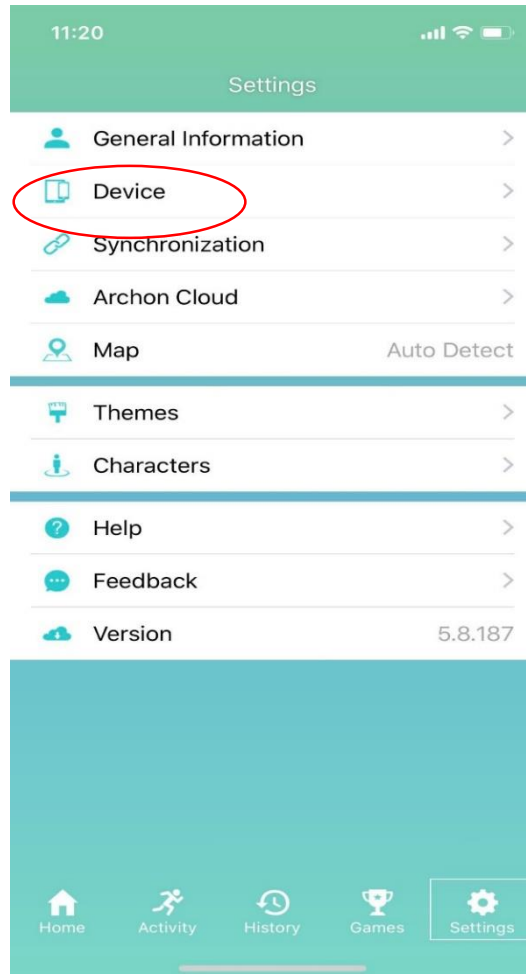 11:20
Settings
General Information
Device
Synchronization
Archon Cloud
Map Auto Detect
Themes
Characters
Help
Feedback
Version 5.8.187
Home Activity History Games Settings